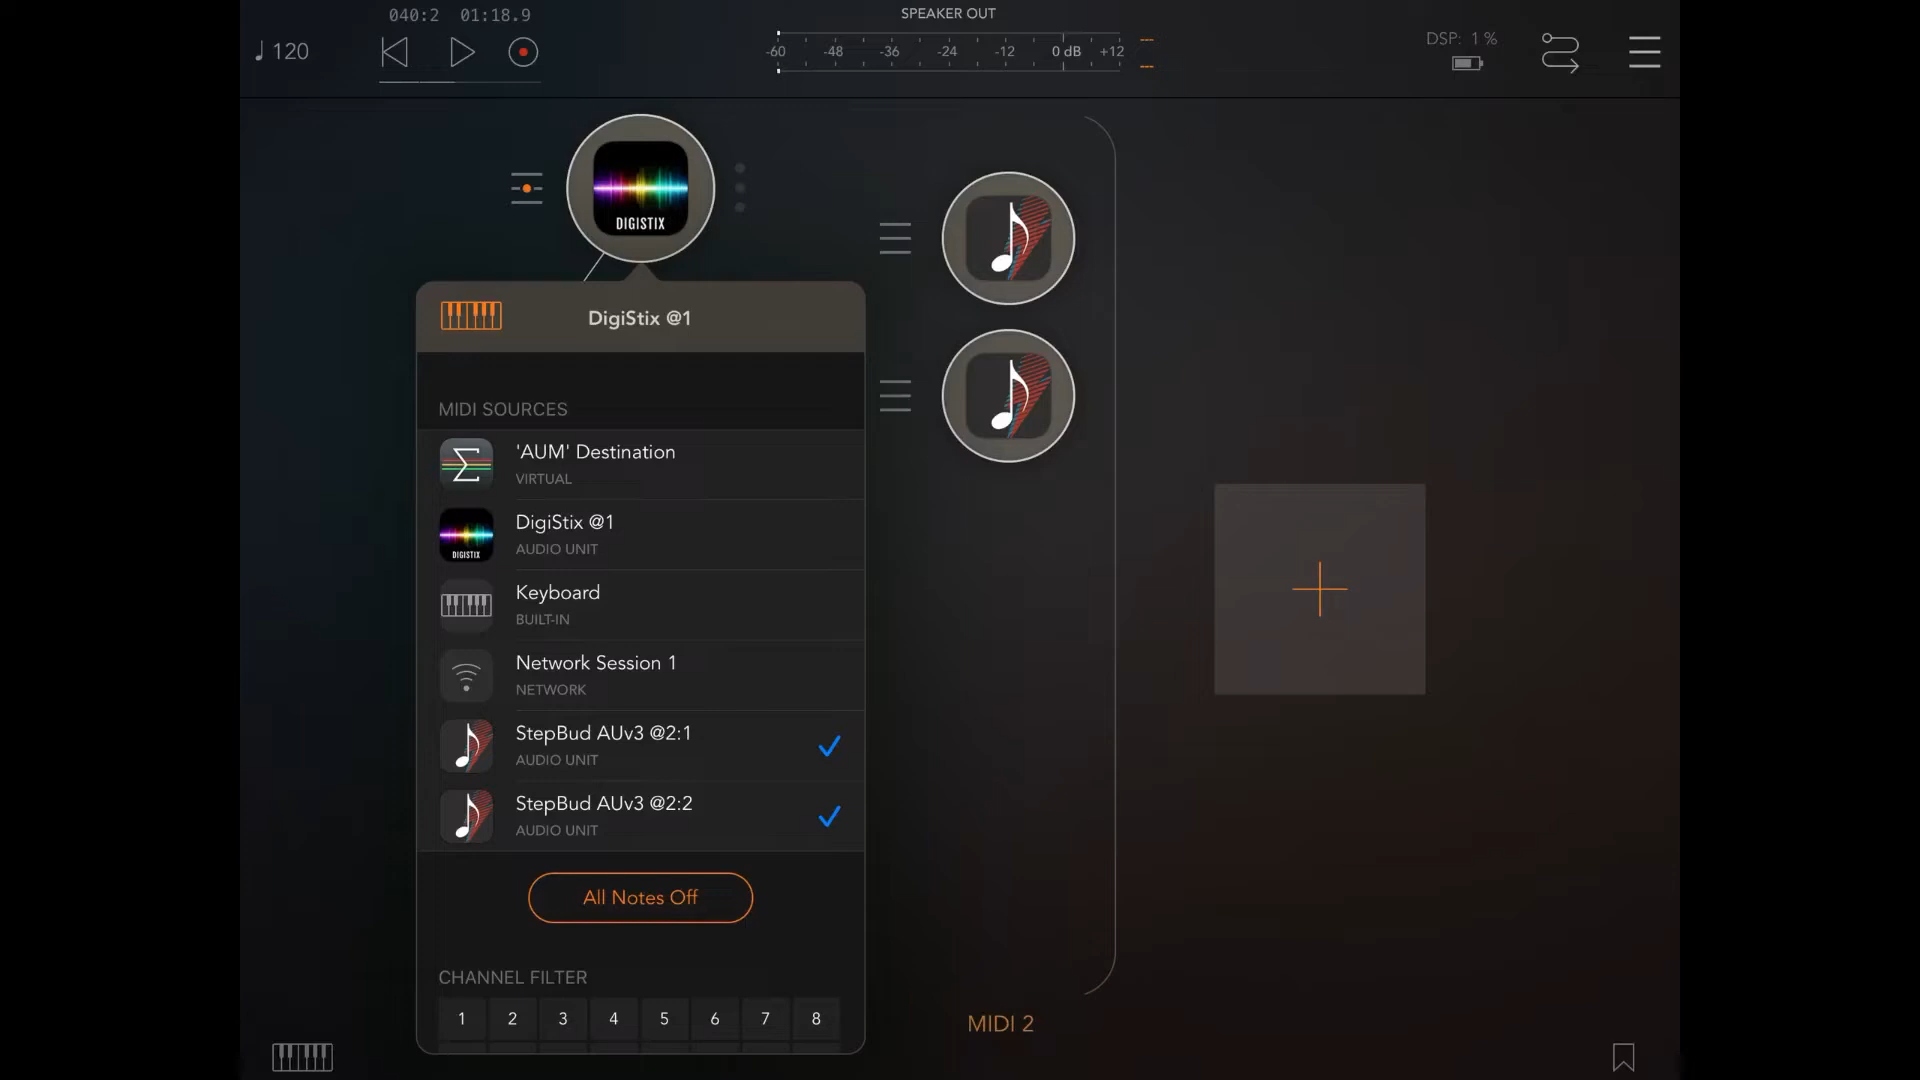 040:2 01:18.9
SPEAKER OUT
120
-60 -48 -36 -24 -12 0 dB +12
DSP: 1 %
DIGISTIX
DigiStix @1
MIDI SOURCES
'AUM' Destination
VIRTUAL
DigiStix @1
AUDIO UNIT
DIGISTIX
Keyboard
BUILT-IN
Network Session 1
NETWORK
StepBud AUv3 @2:1
AUDIO UNIT
StepBud AUv3 @2:2
AUDIO UNIT
All Notes Off
CHANNEL FILTER
1 2 3 4 5 6 7 8
MIDI 2